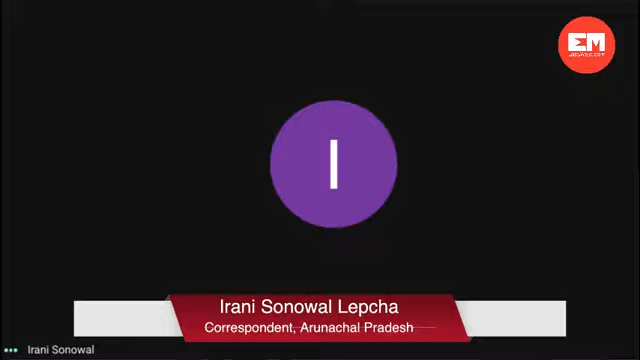 EM
I
Irani Sonowal Lepcha
Correspondent, Arunachal Pradesh
Irani Sonowal